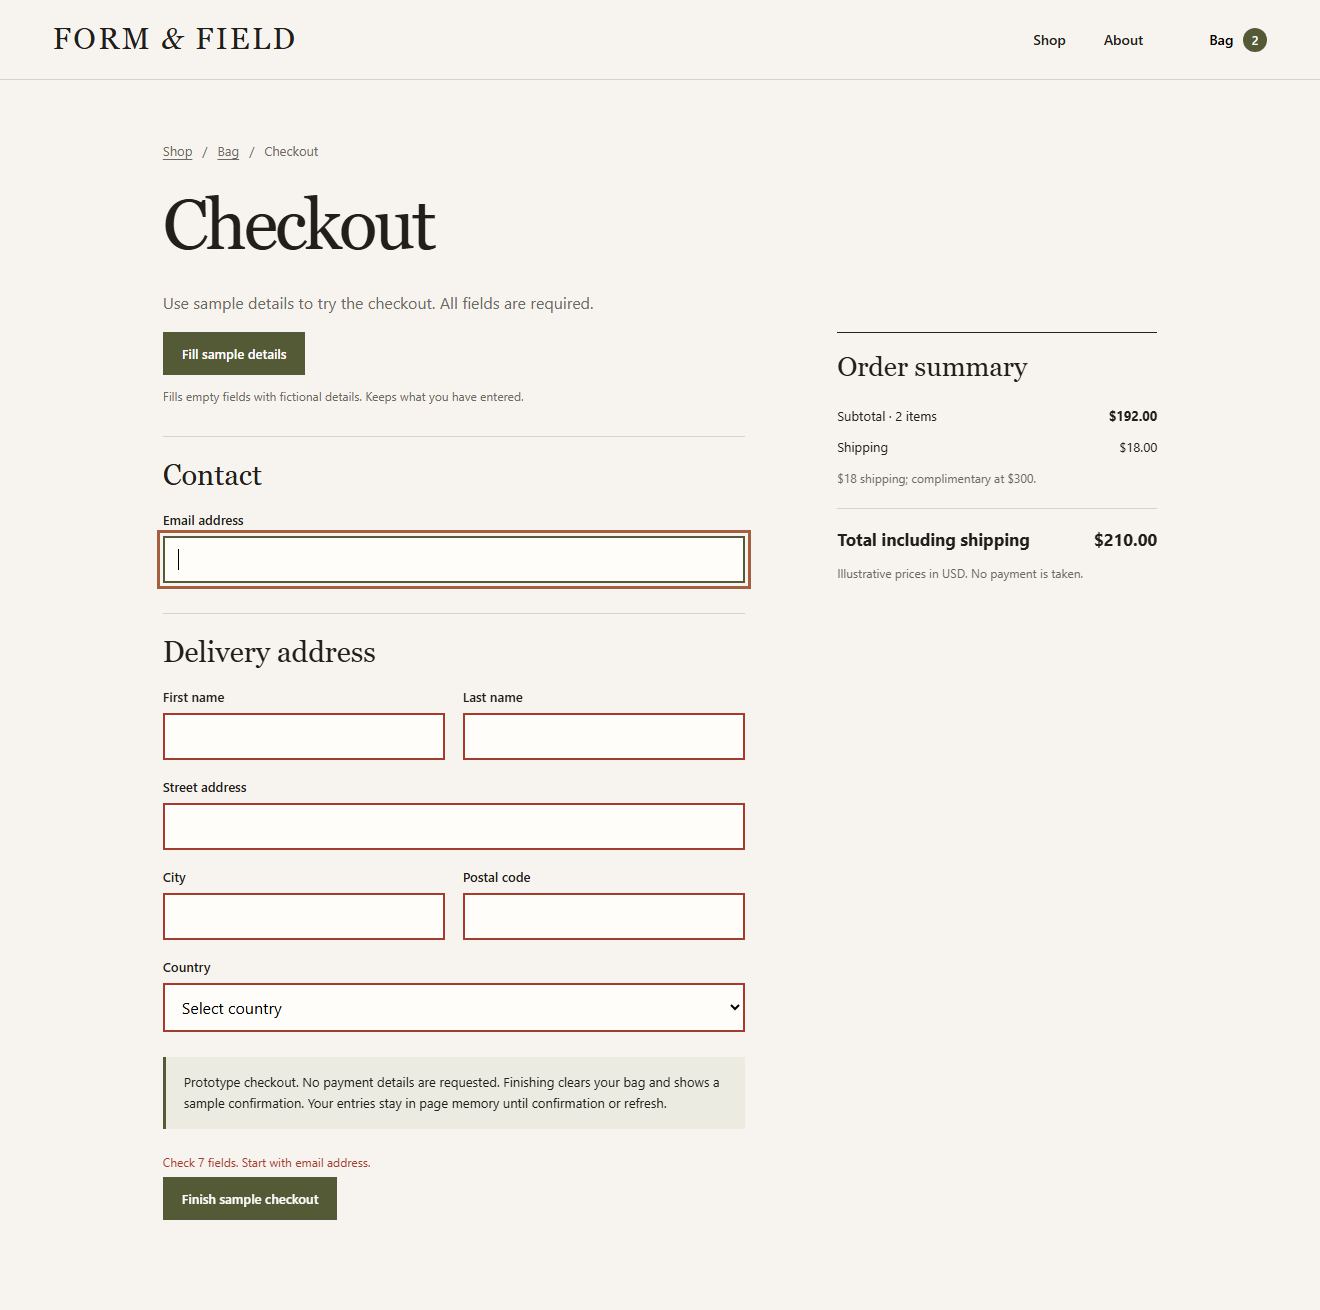 FORM & FIELD
Shop
About
Bag 2
Shop / Bag / Checkout
Checkout
Use sample details to try the checkout. All fields are required.
Fill sample details
Fills empty fields with fictional details. Keeps what you have entered.
Contact
Email address
Delivery address
First name
Last name
Street address
City
Postal code
Country
Select country
Prototype checkout. No payment details are requested. Finishing clears your bag and shows a
sample confirmation. Your entries stay in page memory until confirmation or refresh.
Check 7 fields. Start with email address.
Finish sample checkout
Order summary
Subtotal · 2 items $192.00
Shipping $18.00
$18 shipping; complimentary at $300.
Total including shipping $210.00
Illustrative prices in USD. No payment is taken.